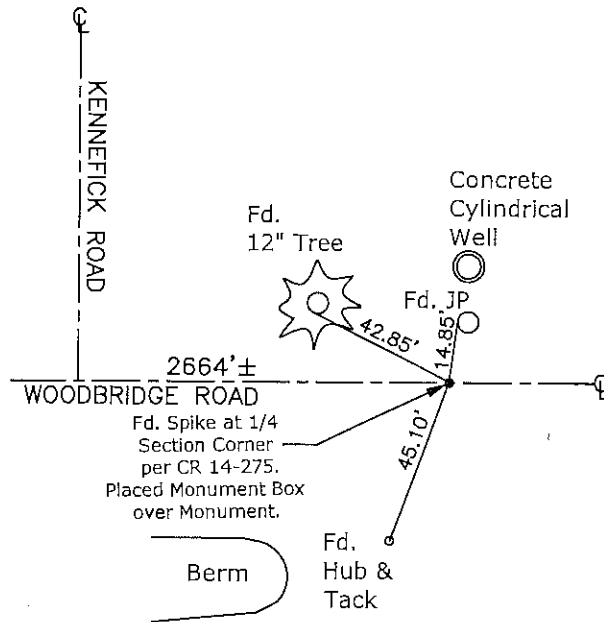 ℄
KENNEFICK ROAD
Concrete
Cylindrical
Well
Fd.
12" Tree
Fd. JP
42.85'
14.85'
2664'±
WOODBRIDGE ROAD
℄
Fd. Spike at 1/4
Section Corner
per CR 14-275.
Placed Monument Box
over Monument.
45.10'
Berm
Fd.
Hub &
Tack